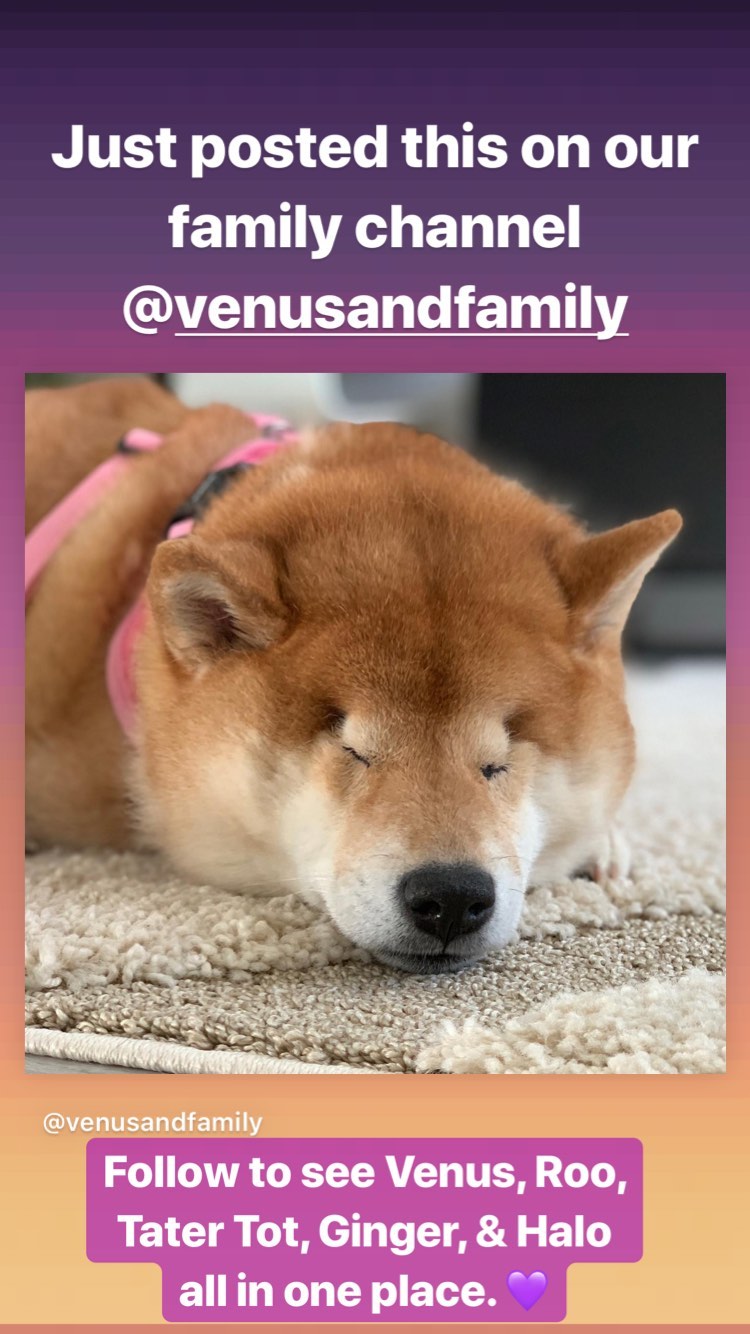 Just posted this on our
family channel
@venusandfamily
@venusandfamily
Follow to see Venus, Roo,
Tater Tot, Ginger, & Halo
all in one place. 💜